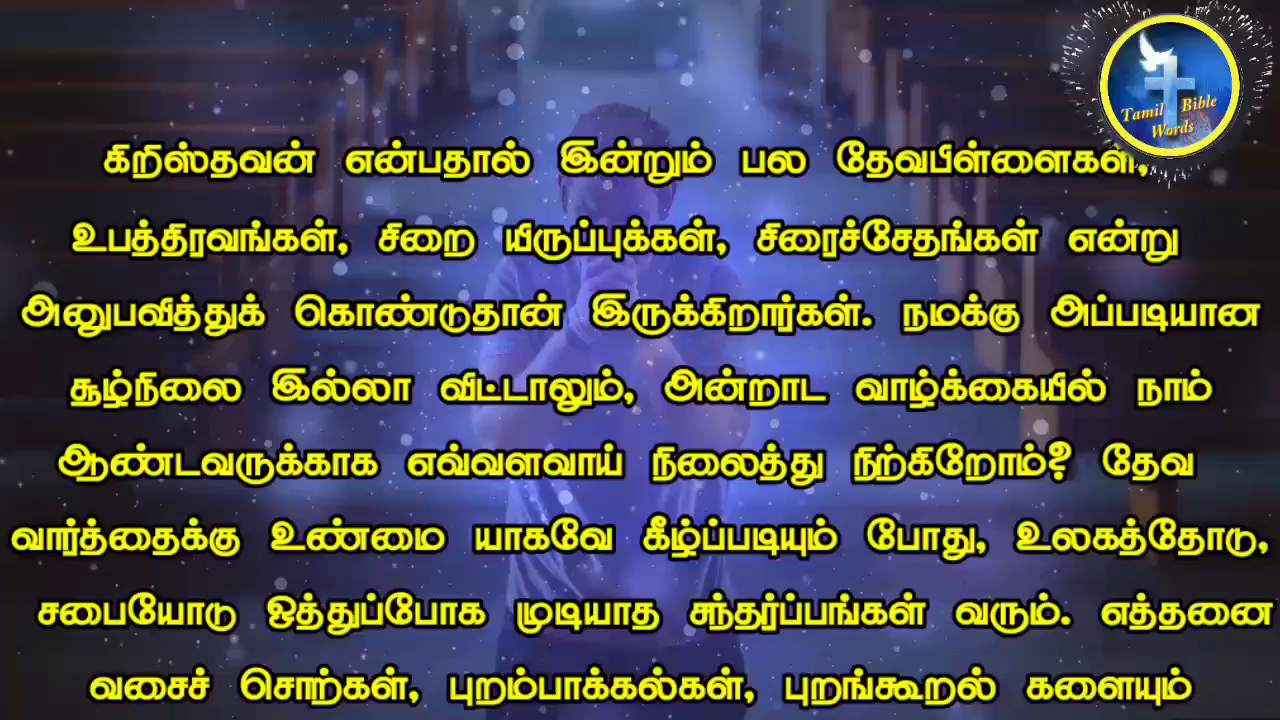 Tamil Bible
Words
கிறிஸ்தவன் என்பதால் இன்றும் பல தேவபிள்ளைகள்,
உபத்திரவங்கள், சிறை யிருப்புக்கள், சிரைச்சேதங்கள் என்று
அனுபவித்துக் கொண்டுதான் இருக்கிறார்கள். நமக்கு அப்படியான
சூழ்நிலை இல்லா விட்டாலும், அன்றாட வாழ்க்கையில் நாம்
ஆண்டவருக்காக எவ்வளவாய் நிலைத்து நிற்கிறோம்? தேவ
வார்த்தைக்கு உண்மை யாகவே கீழ்ப்படியும் போது, உலகத்தோடு,
சபையோடு ஒத்துப்போக முடியாத சந்தர்ப்பங்கள் வரும். எத்தனை
வசைச் சொற்கள், புறம்பாக்கல்கள், புறங்கூறல் களையும்